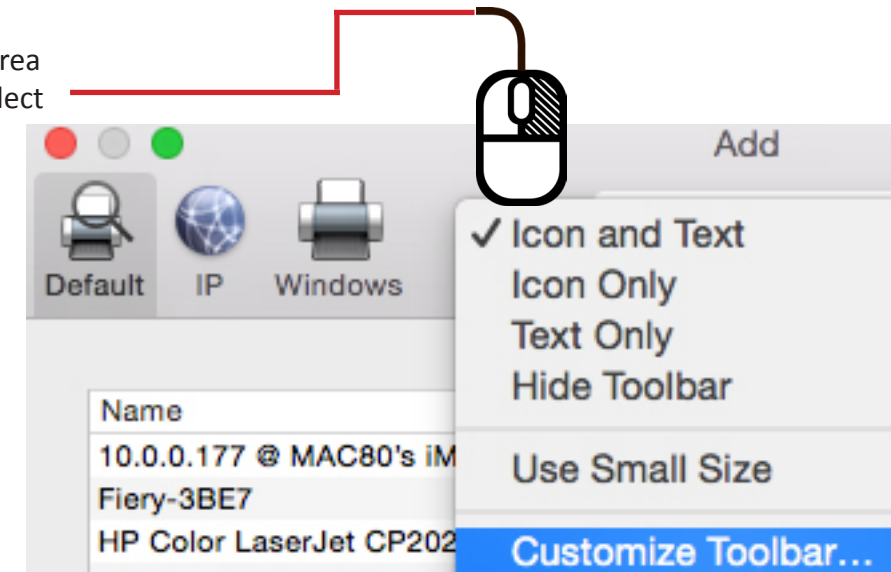 rea
lect
Add
Default IP Windows
✓ Icon and Text
Icon Only
Text Only
Hide Toolbar
Use Small Size
Customize Toolbar...
Name
10.0.0.177 @ MAC80's iM
Fiery-3BE7
HP Color LaserJet CP202